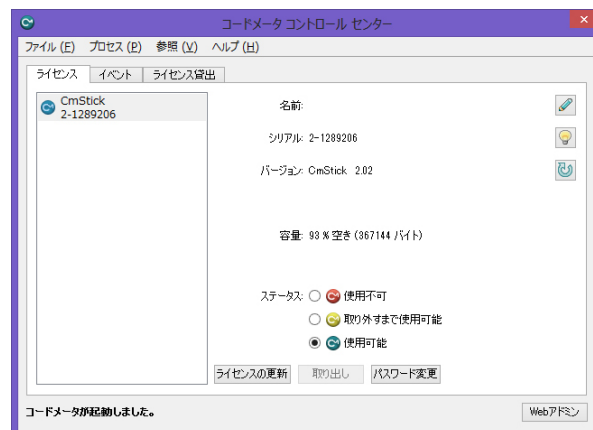 コードメータ コントロール センター
ファイル (F) プロセス (P) 参照 (V) ヘルプ (H)
ライセンス イベント ライセンス貸出
CmStick
2-1289206
名前:
シリアル: 2-1289206
バージョン: CmStick 2.02
容量: 93 % 空き (367144 バイト)
ステータス: 使用不可
取り外すまで使用可能
使用可能
ライセンスの更新 取り出し パスワード変更
コードメータが起動しました。 Webアドミン